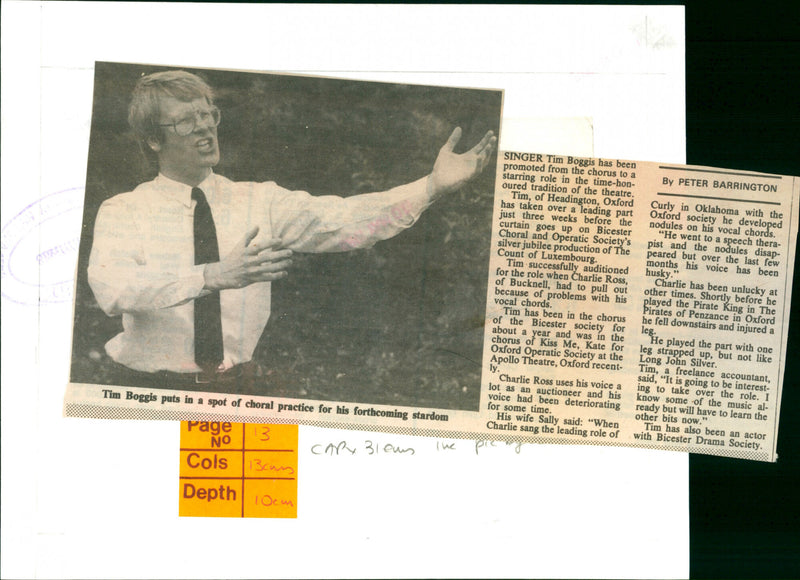 SINGER Tim Boggis has been
promoted from the chorus to a
starring role in the time-hon-
oured tradition of the theatre.
Tim, of Headington, Oxford
has taken over a leading part
just three weeks before the
curtain goes up on Bicester
Choral and Operatic Society's
silver jubilee production of The
Count of Luxembourg.
Tim successfully auditioned
for the role when Charlie Ross,
of Bucknell, had to pull out
because of problems with his
vocal chords.
Tim has been in the chorus
of the Bicester society for
about a year and was in the
chorus of Kiss Me, Kate for
Oxford Operatic Society at the
Apollo Theatre, Oxford recent-
ly.
Charlie Ross uses his voice a
lot as an auctioneer and his
voice had been deteriorating
for some time.
His wife Sally said: "When
Charlie sang the leading role of
By PETER BARRINGTON
Curly in Oklahoma with the
Oxford society he developed
nodules on his vocal chords.
"He went to a speech thera-
pist and the nodules disap-
peared but over the last few
months his voice has been
husky."
Charlie has been unlucky at
other times. Shortly before he
played the Pirate King in The
Pirates of Penzance in Oxford
he fell downstairs and injured a
leg.
He played the part with one
leg strapped up, but not like
Long John Silver.
Tim, a freelance accountant,
said, "It is going to be interest-
ing to take over the role. I
know some of the music al-
ready but will have to learn the
other bits now."
Tim has also been an actor
with Bicester Drama Society.
Tim Boggis puts in a spot of choral practice for his forthcoming stardom
Page No 13
Cols 13cms
Depth 10cm
31cms